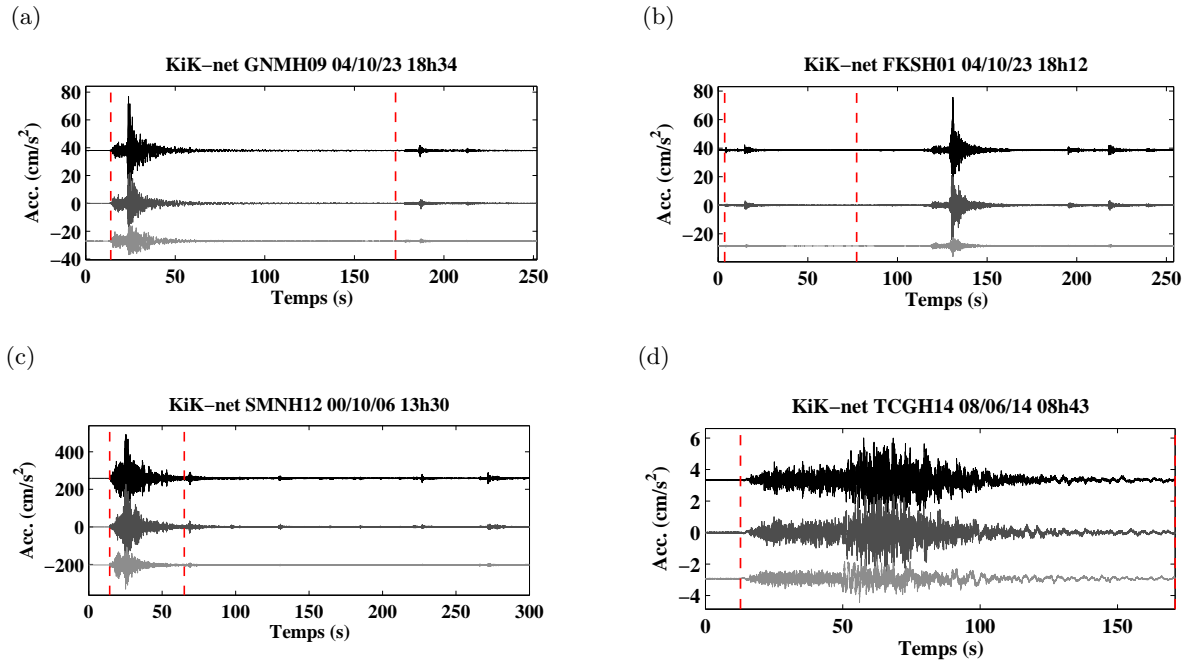 (a)
KiK−net GNMH09 04/10/23 18h34
80
60
40
20
0
−20
−40
Acc. (cm/s²)
0 50 100 150 200 250
Temps (s)
(b)
KiK−net FKSH01 04/10/23 18h12
80
60
40
20
0
−20
Acc. (cm/s²)
0 50 100 150 200 250
Temps (s)
(c)
KiK−net SMNH12 00/10/06 13h30
400
200
0
−200
Acc. (cm/s²)
0 50 100 150 200 250 300
Temps (s)
(d)
KiK−net TCGH14 08/06/14 08h43
6
4
2
0
−2
−4
Acc. (cm/s²)
0 50 100 150
Temps (s)